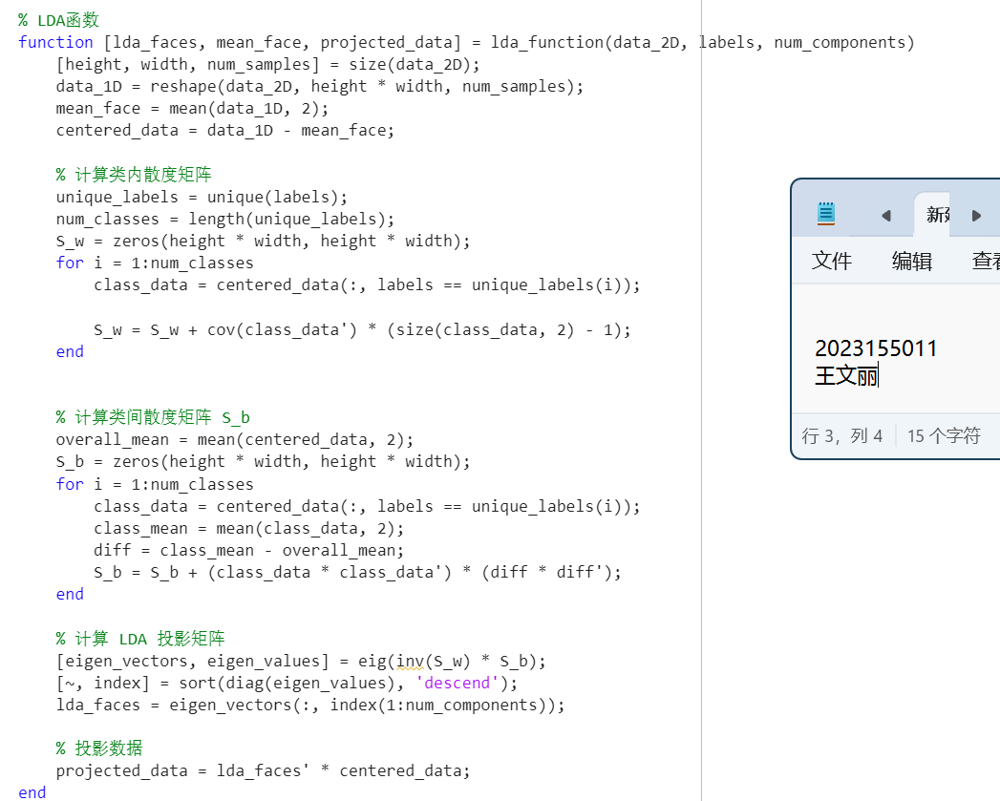 % LDA函数
function [lda_faces, mean_face, projected_data] = lda_function(data_2D, labels, num_components)
[height, width, num_samples] = size(data_2D);
data_1D = reshape(data_2D, height * width, num_samples);
mean_face = mean(data_1D, 2);
centered_data = data_1D - mean_face;
% 计算类内散度矩阵
unique_labels = unique(labels);
num_classes = length(unique_labels);
S_w = zeros(height * width, height * width);
for i = 1:num_classes
class_data = centered_data(:, labels == unique_labels(i));
S_w = S_w + cov(class_data') * (size(class_data, 2) - 1);
end
% 计算类间散度矩阵 S_b
overall_mean = mean(centered_data, 2);
S_b = zeros(height * width, height * width);
for i = 1:num_classes
class_data = centered_data(:, labels == unique_labels(i));
class_mean = mean(class_data, 2);
diff = class_mean - overall_mean;
S_b = S_b + (class_data * class_data') * (diff * diff');
end
% 计算 LDA 投影矩阵
[eigen_vectors, eigen_values] = eig(inv(S_w) * S_b);
[~, index] = sort(diag(eigen_values), 'descend');
lda_faces = eigen_vectors(:, index(1:num_components));
% 投影数据
projected_data = lda_faces' * centered_data;
end
新建
文件 编辑 查看
2023155011
王文丽
行 3，列 4 15 个字符